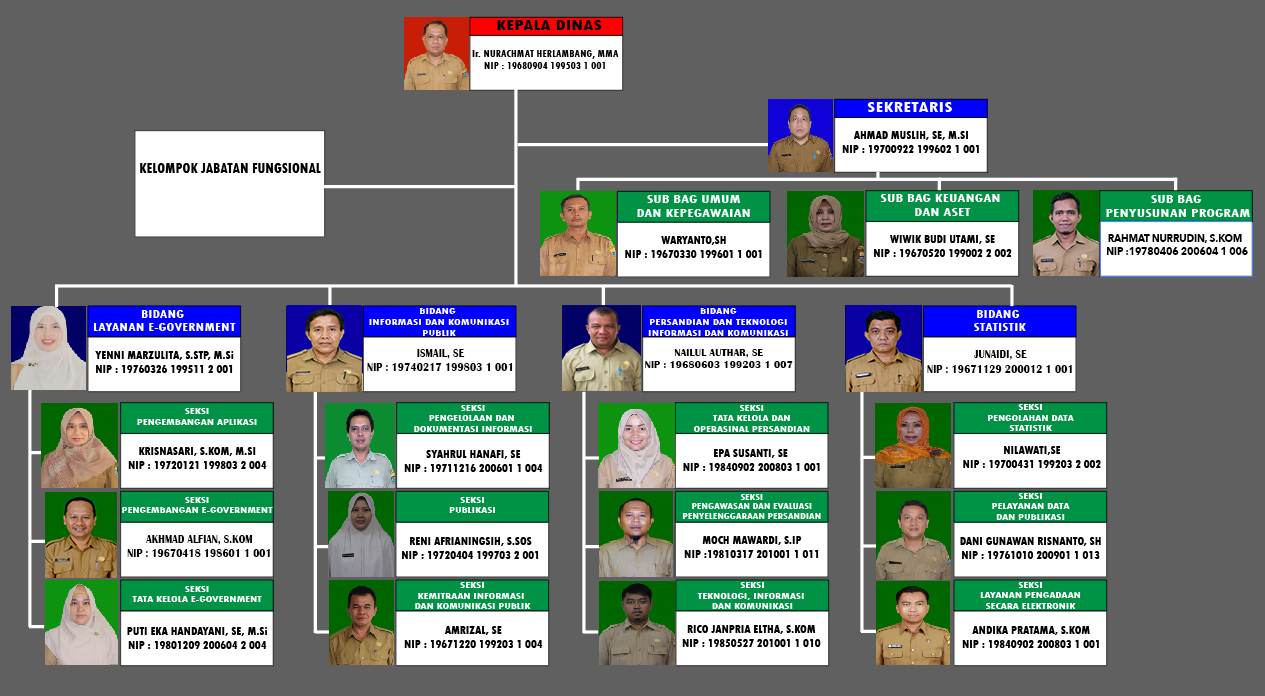 KEPALA DINAS
Ir. NURACHMAT HERLAMBANG, MMA
NIP : 19680904 199503 1 001
SEKRETARIS
AHMAD MUSLIH, SE, M.SI
NIP : 19700922 199602 1 001
KELOMPOK JABATAN FUNGSIONAL
SUB BAG UMUM
DAN KEPEGAWAIAN
WARYANTO,SH
NIP : 19670330 199601 1 001
SUB BAG KEUANGAN
DAN ASET
WIWIK BUDI UTAMI, SE
NIP : 19670520 199002 2 002
SUB BAG
PENYUSUNAN PROGRAM
RAHMAT NURRUDIN, S.KOM
NIP :19780406 200604 1 006
BIDANG
LAYANAN E-GOVERNMENT
YENNI MARZULITA, S.STP, M.Si
NIP : 19760326 199511 2 001
BIDANG
INFORMASI DAN KOMUNIKASI
PUBLIK
ISMAIL, SE
NIP : 19740217 199803 1 001
BIDANG
PERSANDIAN DAN TEKNOLOGI
INFORMASI DAN KOMUNIKASI
NAILUL AUTHAR, SE
NIP : 19680603 199203 1 007
BIDANG
STATISTIK
JUNAIDI, SE
NIP : 19671129 200012 1 001
SEKSI
PENGEMBANGAN APLIKASI
KRISNASARI, S.KOM, M.SI
NIP : 19720121 199803 2 004
SEKSI
PENGELOLAAN DAN
DOKUMENTASI INFORMASI
SYAHRUL HANAFI, SE
NIP : 19711216 200601 1 004
SEKSI
TATA KELOLA DAN
OPERASINAL PERSANDIAN
EPA SUSANTI, SE
NIP : 19840902 200803 1 001
SEKSI
PENGOLAHAN DATA
STATISTIK
NILAWATI,SE
NIP : 19700431 199203 2 002
SEKSI
PENGEMBANGAN E-GOVERNMENT
AKHMAD ALFIAN, S.KOM
NIP : 19670418 198601 1 001
SEKSI
PUBLIKASI
RENI AFRIANINGSIH, S.SOS
NIP : 19720404 199703 2 001
SEKSI
PENGAWASAN DAN EVALUASI
PENYELENGGARAAN PERSANDIAN
MOCH MAWARDI, S.IP
NIP :19810317 201001 1 011
SEKSI
PELAYANAN DATA
DAN PUBLIKASI
DANI GUNAWAN RISNANTO, SH
NIP : 19761010 200901 1 013
SEKSI
TATA KELOLA E-GOVERNMENT
PUTI EKA HANDAYANI, SE, M.Si
NIP : 19801209 200604 2 004
SEKSI
KEMITRAAN INFORMASI
DAN KOMUNIKASI PUBLIK
AMRIZAL, SE
NIP : 19671220 199203 1 004
SEKSI
TEKNOLOGI, INFORMASI
DAN KOMUNIKASI
RICO JANPRIA ELTHA, S.KOM
NIP : 19850527 201001 1 010
SEKSI
LAYANAN PENGADAAN
SECARA ELEKTRONIK
ANDIKA PRATAMA, S.KOM
NIP : 19840902 200803 1 001